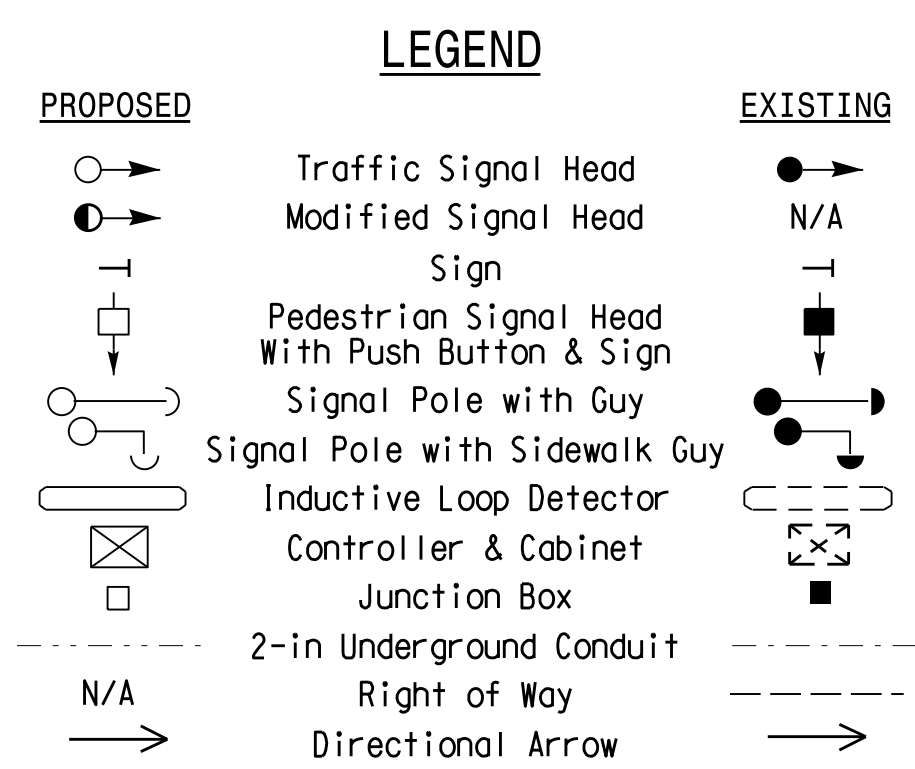 LEGEND
PROPOSED EXISTING
Traffic Signal Head
Modified Signal Head N/A
Sign
Pedestrian Signal Head
With Push Button & Sign
Signal Pole with Guy
Signal Pole with Sidewalk Guy
Inductive Loop Detector
Controller & Cabinet
Junction Box
2-in Underground Conduit
N/A Right of Way
Directional Arrow